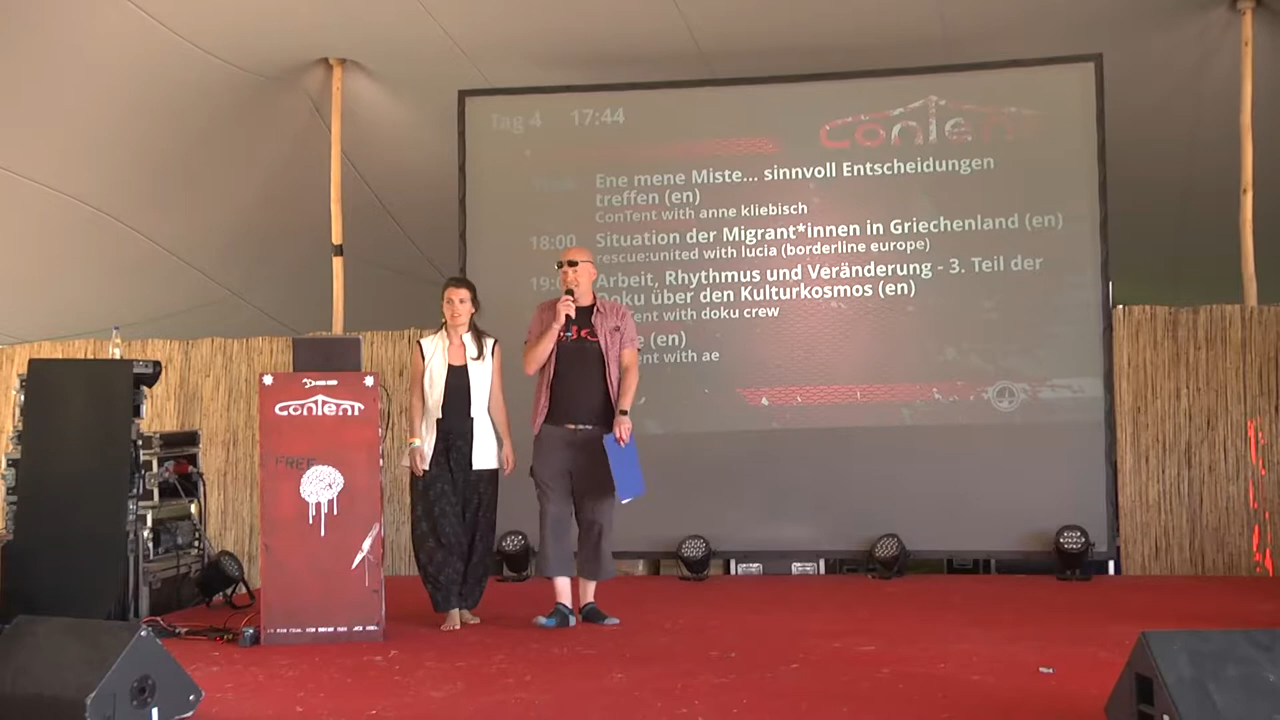 Tag 4 17:44
content
Ene mene Miste... sinnvoll Entscheidungen
treffen (en)
ConTent with anne kliebisch
18:00 Situation der Migrant*innen in Griechenland (en)
rescue:united with lucia (borderline europe)
Arbeit, Rhythmus und Veränderung - 3. Teil der
Doku über den Kulturkosmos (en)
with doku crew
(en)
with ae
content
FREE